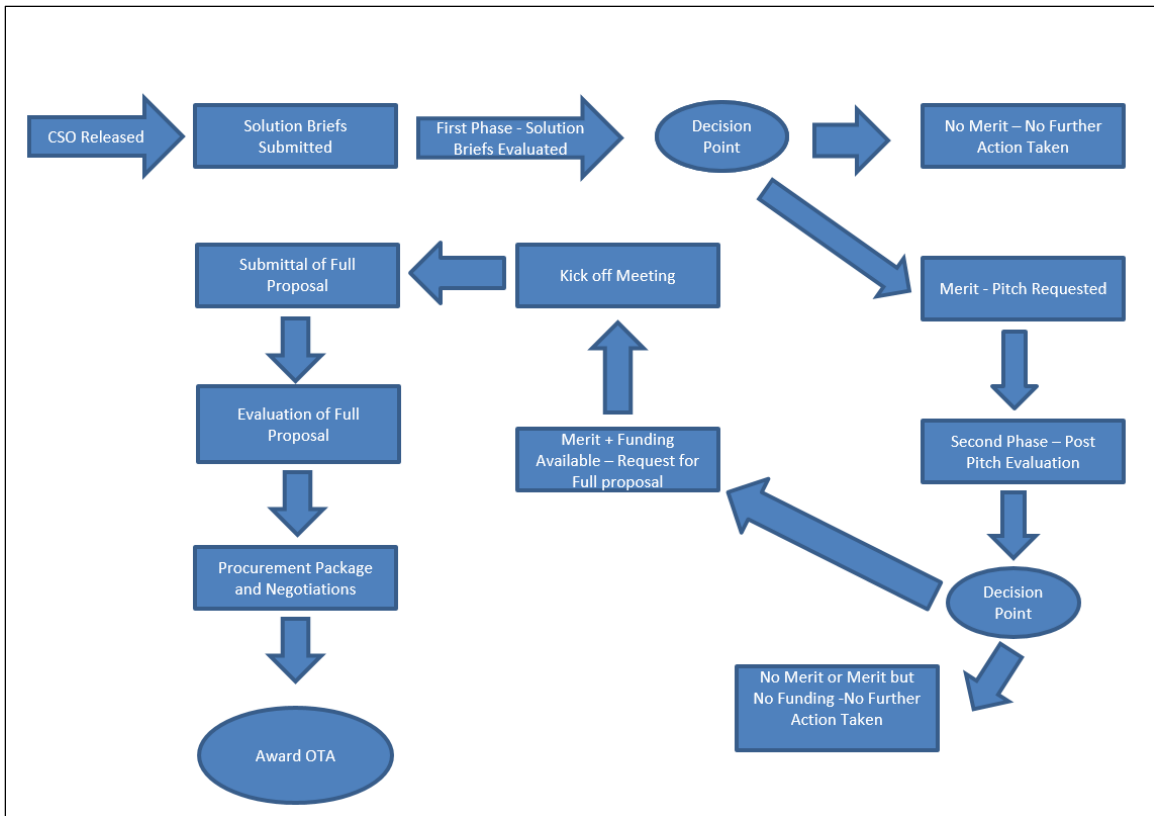 CSO Released
Solution Briefs
Submitted
First Phase - Solution
Briefs Evaluated
Decision
Point
No Merit – No Further
Action Taken
Merit - Pitch Requested
Second Phase – Post
Pitch Evaluation
Decision
Point
No Merit or Merit but
No Funding -No Further
Action Taken
Merit + Funding
Available – Request for
Full proposal
Kick off Meeting
Submittal of Full
Proposal
Evaluation of Full
Proposal
Procurement Package
and Negotiations
Award OTA